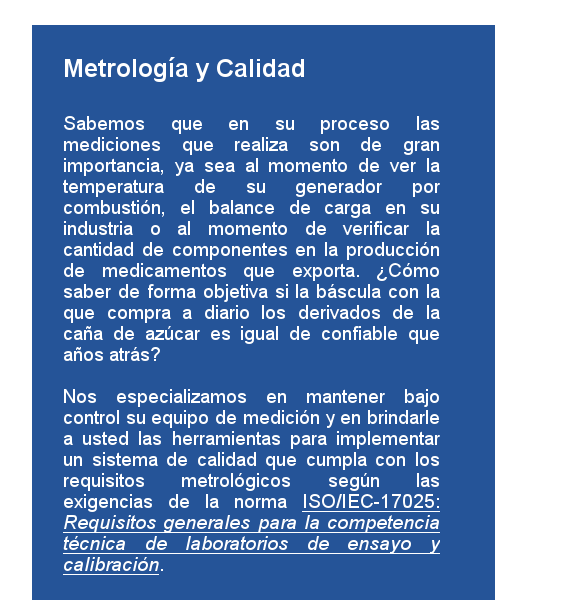 Metrología y Calidad
Sabemos que en su proceso las
mediciones que realiza son de gran
importancia, ya sea al momento de ver la
temperatura de su generador por
combustión, el balance de carga en su
industria o al momento de verificar la
cantidad de componentes en la producción
de medicamentos que exporta. ¿Cómo
saber de forma objetiva si la báscula con la
que compra a diario los derivados de la
caña de azúcar es igual de confiable que
años atrás?
Nos especializamos en mantener bajo
control su equipo de medición y en brindarle
a usted las herramientas para implementar
un sistema de calidad que cumpla con los
requisitos metrológicos según las
exigencias de la norma ISO/IEC-17025:
Requisitos generales para la competencia
técnica de laboratorios de ensayo y
calibración.